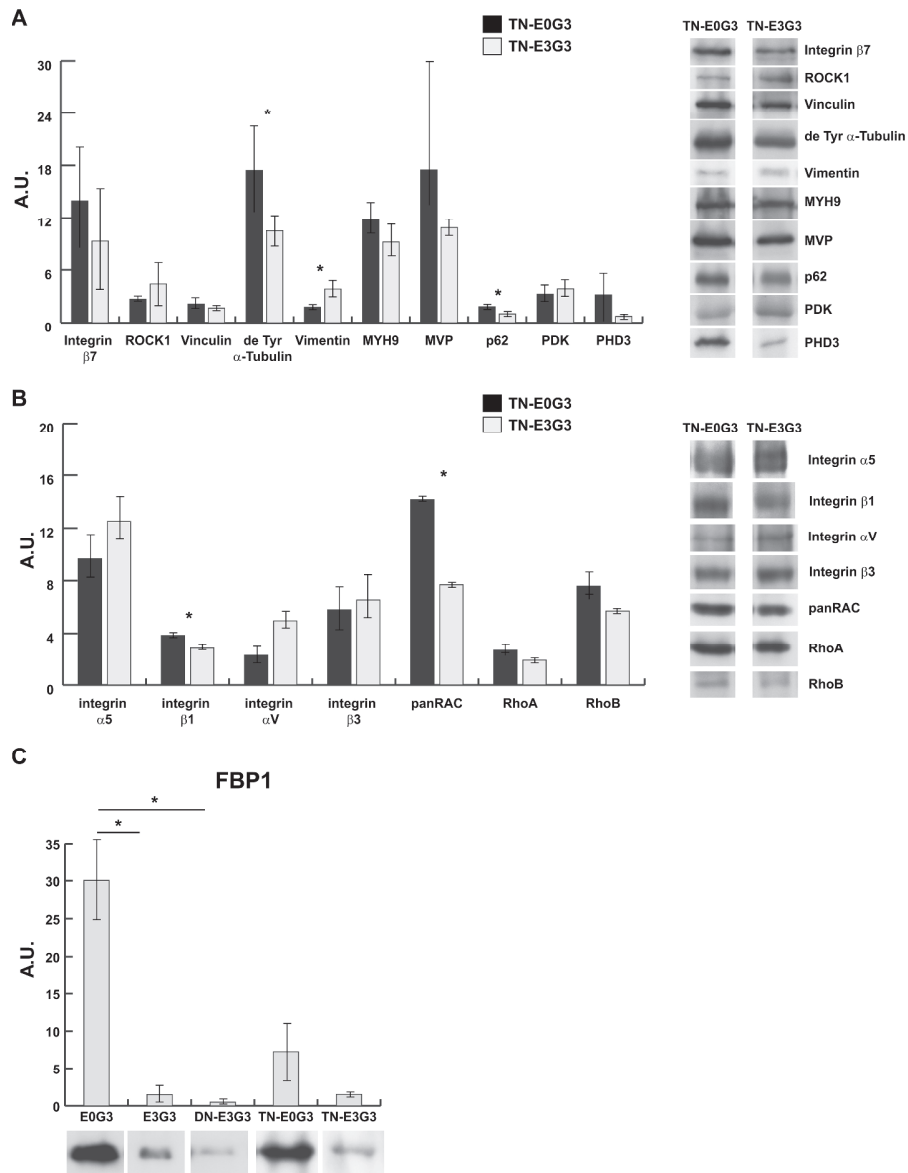 A
TN-E0G3
TN-E3G3
30
24
18
12
6
0
A.U.
*
*
*
Integrin β7
ROCK1
Vinculin
de Tyr α-Tubulin
Vimentin
MYH9
MVP
p62
PDK
PHD3
TN-E0G3 TN-E3G3
Integrin β7
ROCK1
Vinculin
de Tyr α-Tubulin
Vimentin
MYH9
MVP
p62
PDK
PHD3
B
TN-E0G3
TN-E3G3
20
16
12
8
4
0
A.U.
*
*
integrin α5
integrin β1
integrin αV
integrin β3
panRAC
RhoA
RhoB
TN-E0G3 TN-E3G3
Integrin α5
Integrin β1
Integrin αV
Integrin β3
panRAC
RhoA
RhoB
C
FBP1
*
*
35
30
25
20
15
10
5
0
A.U.
E0G3 E3G3 DN-E3G3 TN-E0G3 TN-E3G3